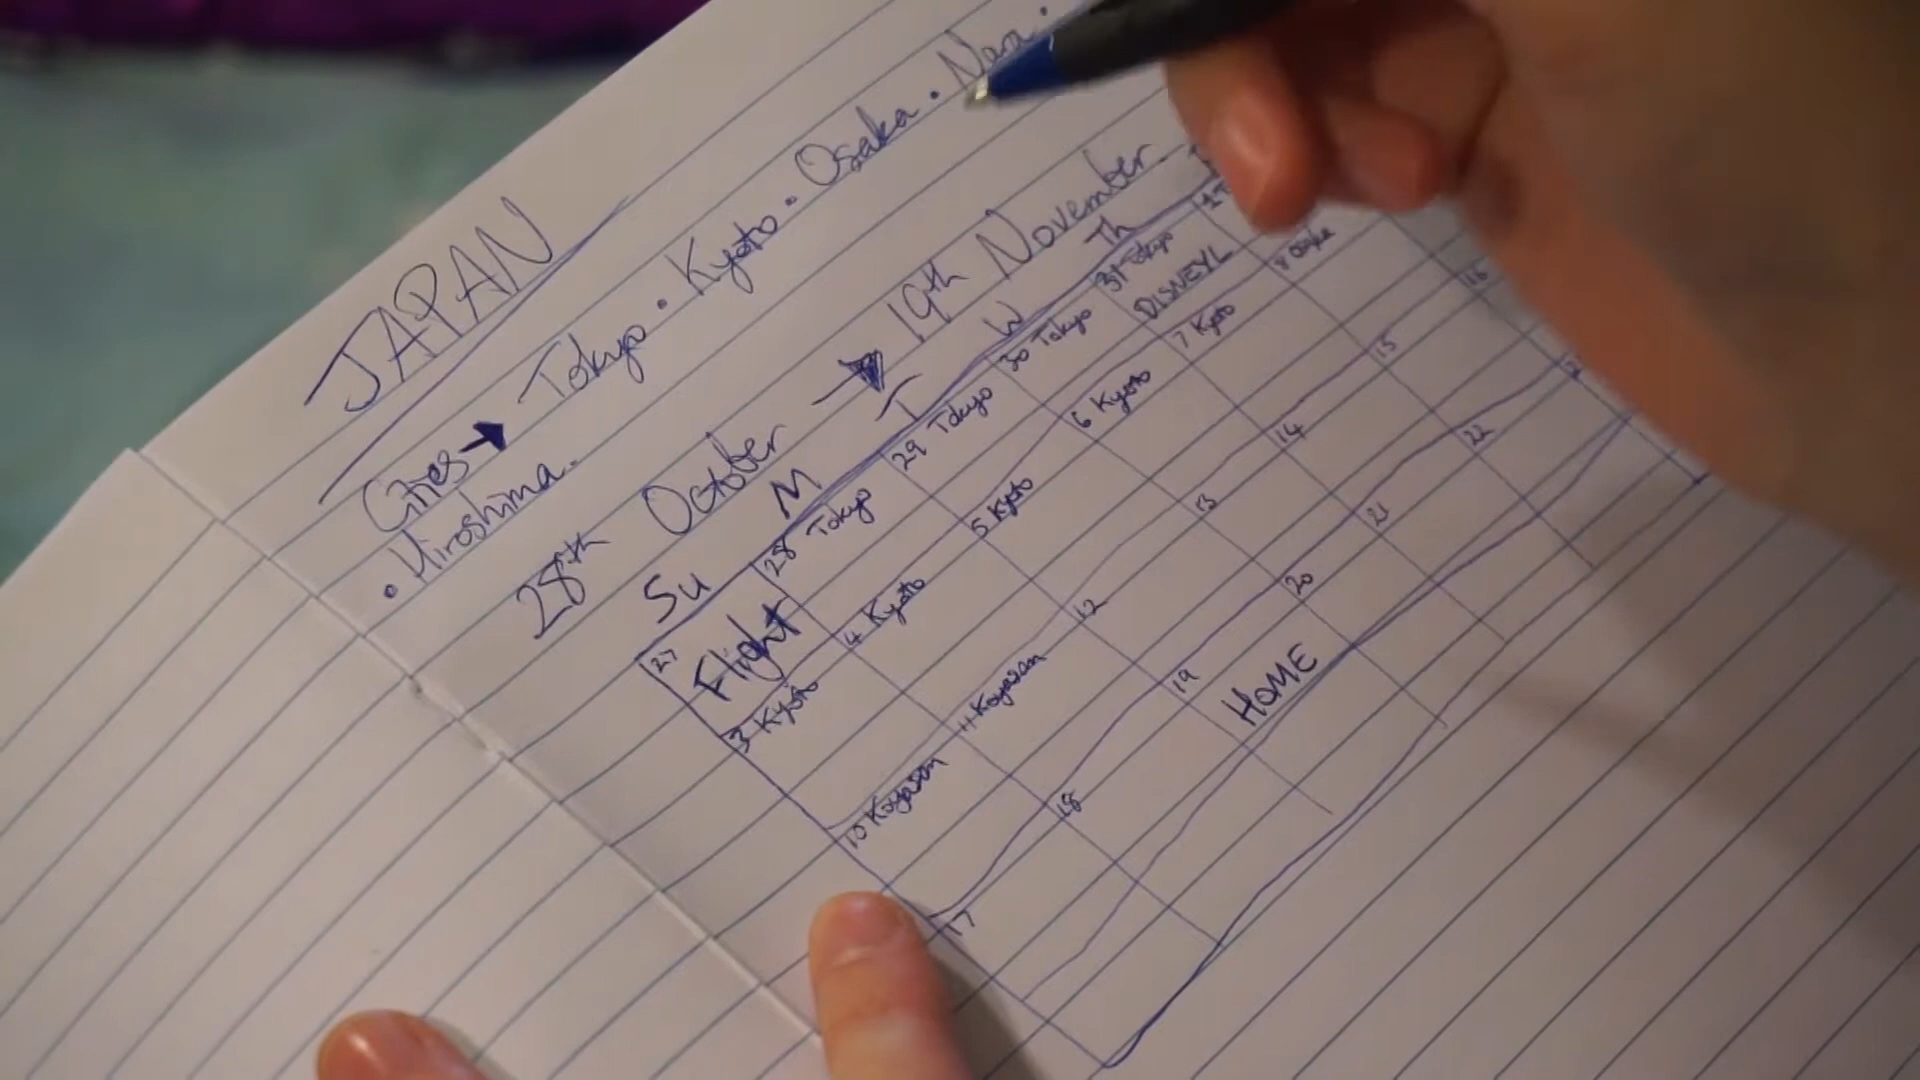 JAPAN
Cities → Tokyo • Kyoto • Osaka • Nara •
• Hiroshima.
28th October → 19th November
Su M T W Th
27 28 Tokyo 29 Tokyo 30 Tokyo 31 Tokyo
Flight DISNEYL
3 Kyoto 4 Kyoto 5 Kyoto 6 Kyoto 7 Kyoto 8 Osaka
10 Koyasan 11 Koyasan 12 13 14 15 16
17 18 19 20 21 22
HOME